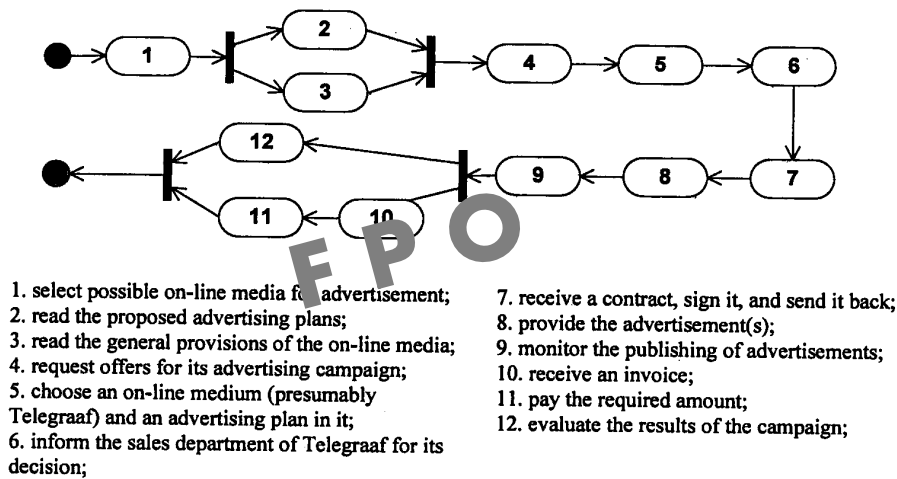 1
2
3
4
5
6
12
11
10
9
8
7
FPO
1. select possible on-line media for advertisement;
2. read the proposed advertising plans;
3. read the general provisions of the on-line media;
4. request offers for its advertising campaign;
5. choose an on-line medium (presumably
Telegraaf) and an advertising plan in it;
6. inform the sales department of Telegraaf for its
decision;
7. receive a contract, sign it, and send it back;
8. provide the advertisement(s);
9. monitor the publishing of advertisements;
10. receive an invoice;
11. pay the required amount;
12. evaluate the results of the campaign;